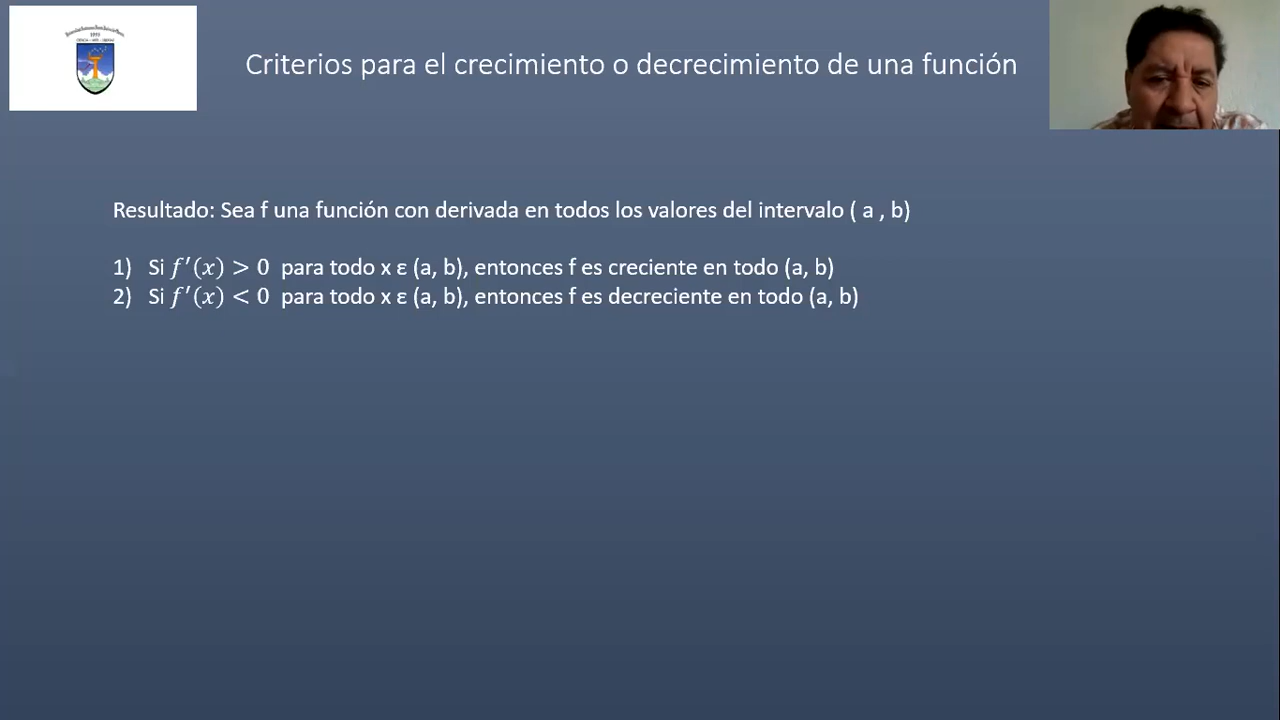 1991
Criterios para el crecimiento o decrecimiento de una función
Resultado: Sea f una función con derivada en todos los valores del intervalo ( a , b)
1) Si f′(x) > 0 para todo x ε (a, b), entonces f es creciente en todo (a, b)
2) Si f′(x) < 0 para todo x ε (a, b), entonces f es decreciente en todo (a, b)